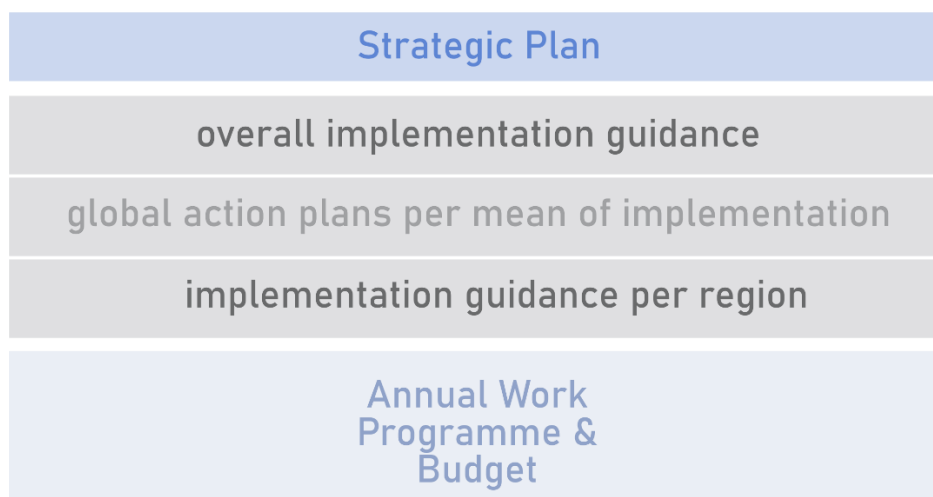 Strategic Plan
overall implementation guidance
global action plans per mean of implementation
implementation guidance per region
Annual Work
Programme &
Budget